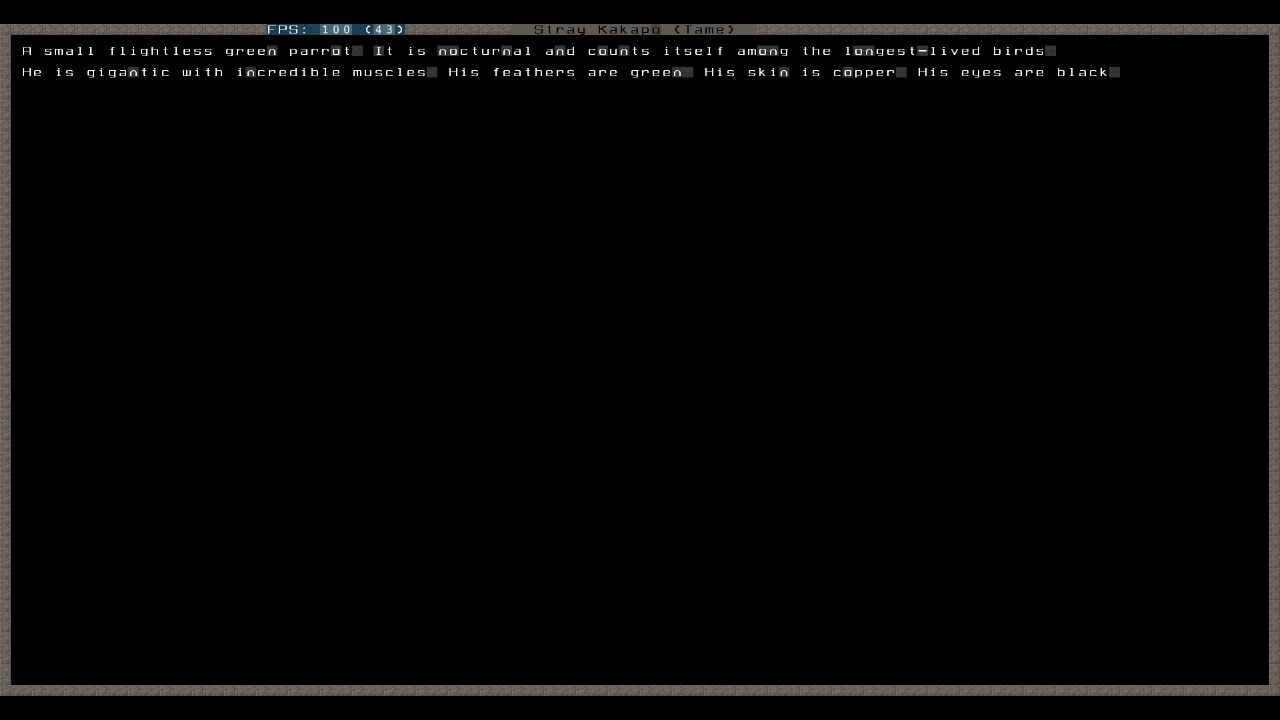 FPS: 100 (43) Stray Kakapo (Tame)
A small flightless green parrot. It is nocturnal and counts itself among the longest-lived birds.
He is gigantic with incredible muscles. His feathers are green. His skin is copper. His eyes are black.